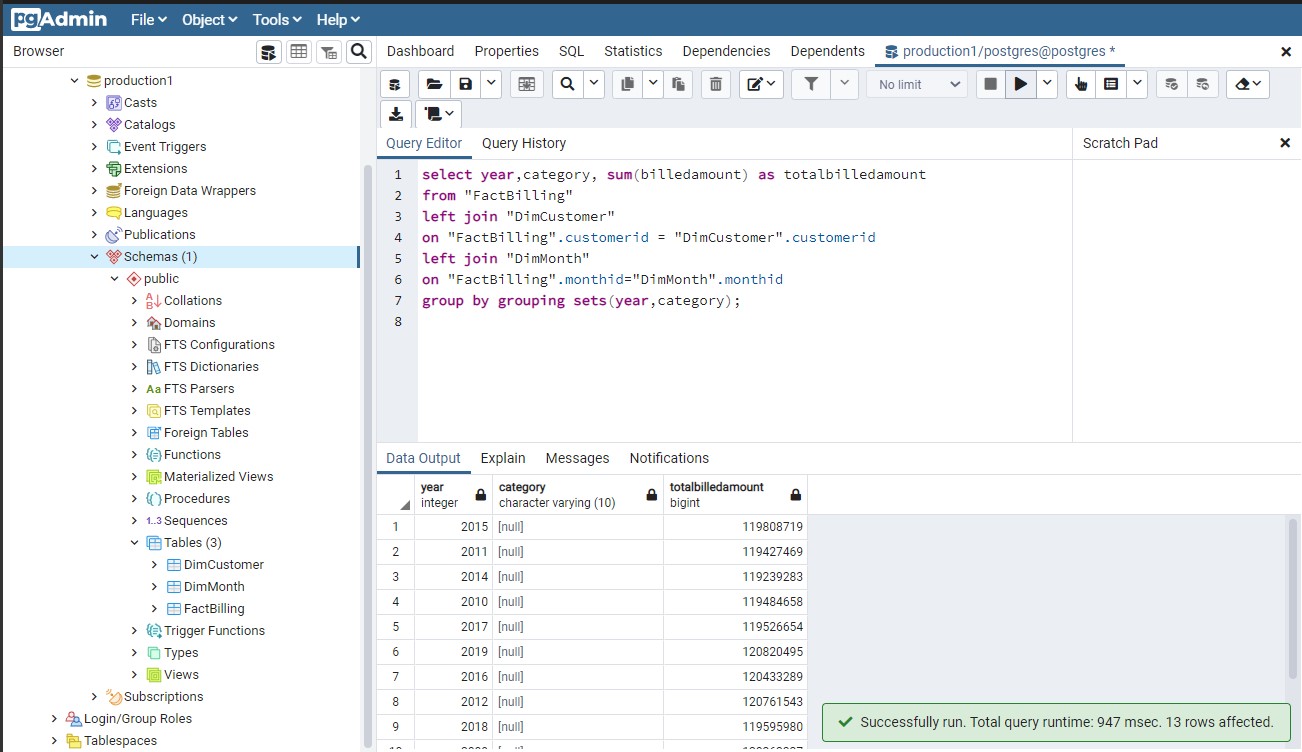 pgAdmin File Object Tools Help
Browser
Dashboard Properties SQL Statistics Dependencies Dependents production1/postgres@postgres *
No limit
production1
Casts
Catalogs
Event Triggers
Extensions
Foreign Data Wrappers
Languages
Publications
Schemas (1)
public
Collations
Domains
FTS Configurations
FTS Dictionaries
Aa FTS Parsers
FTS Templates
Foreign Tables
Functions
Materialized Views
Procedures
1..3 Sequences
Tables (3)
DimCustomer
DimMonth
FactBilling
Trigger Functions
Types
Views
Subscriptions
Login/Group Roles
Tablespaces
Query Editor Query History
Scratch Pad
1 select year,category, sum(billedamount) as totalbilledamount
2 from "FactBilling"
3 left join "DimCustomer"
4 on "FactBilling".customerid = "DimCustomer".customerid
5 left join "DimMonth"
6 on "FactBilling".monthid="DimMonth".monthid
7 group by grouping sets(year,category);
8
Data Output Explain Messages Notifications
year category totalbilledamount
integer character varying (10) bigint
1 2015 [null] 119808719
2 2011 [null] 119427469
3 2014 [null] 119239283
4 2010 [null] 119484658
5 2017 [null] 119526654
6 2019 [null] 120820495
7 2016 [null] 120433289
8 2012 [null] 120761543
9 2018 [null] 119595980
Successfully run. Total query runtime: 947 msec. 13 rows affected.